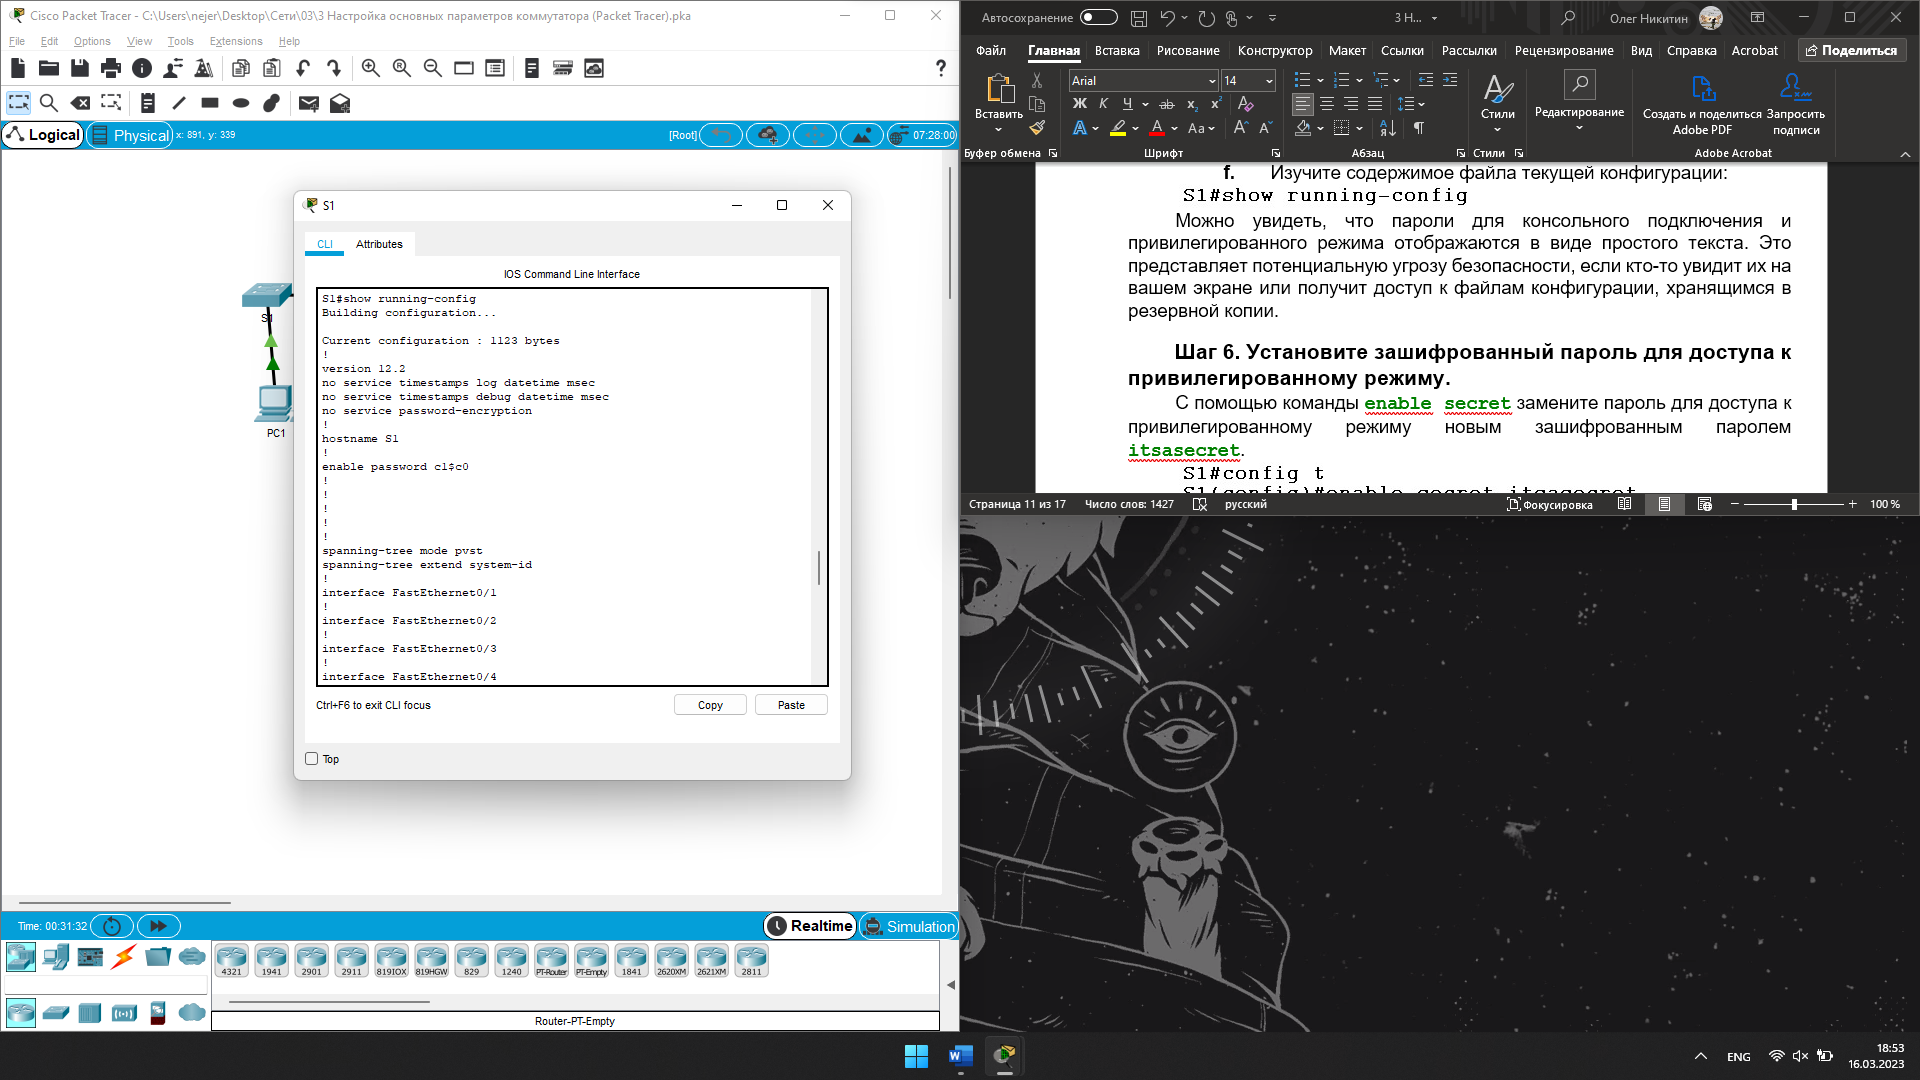 Cisco Packet Tracer - C:\Users\nejer\Desktop\Сети\03\3 Настройка основных параметров коммутатора (Packet Tracer).pka
File Edit Options View Tools Extensions Help
?
Logical Physical x: 891, y: 339 [Root] 07:28:00
S1
PC1
S1
CLI Attributes
IOS Command Line Interface
S1#show running-config
Building configuration...
Current configuration : 1123 bytes
!
version 12.2
no service timestamps log datetime msec
no service timestamps debug datetime msec
no service password-encryption
!
hostname S1
!
enable password c1$c0
!
!
!
!
!
spanning-tree mode pvst
spanning-tree extend system-id
!
interface FastEthernet0/1
!
interface FastEthernet0/2
!
interface FastEthernet0/3
!
interface FastEthernet0/4
Ctrl+F6 to exit CLI focus Copy Paste
Top
Time: 00:31:32 Realtime Simulation
4321 1941 2901 2911 819IOX 819HGW 829 1240 PT-Router PT-Empty 1841 2620XM 2621XM 2811
Router-PT-Empty
Автосохранение 3 Н... Олег Никитин
Файл Главная Вставка Рисование Конструктор Макет Ссылки Рассылки Рецензирование Вид Справка Acrobat Поделиться
Вставить
Буфер обмена
Arial 14
Ж К Ч ab x₂ x²
Aa
Шрифт
Абзац
Стили
Стили
Редактирование
Создать и поделиться Adobe PDF
Запросить подписи
Adobe Acrobat
f. Изучите содержимое файла текущей конфигурации:
S1#show running-config
Можно увидеть, что пароли для консольного подключения и
привилегированного режима отображаются в виде простого текста. Это
представляет потенциальную угрозу безопасности, если кто-то увидит их на
вашем экране или получит доступ к файлам конфигурации, хранящимся в
резервной копии.
Шаг 6. Установите зашифрованный пароль для доступа к
привилегированному режиму.
С помощью команды enable secret замените пароль для доступа к
привилегированному режиму новым зашифрованным паролем
itsasecret.
S1#config t
S1(config)#enable secret itsasecret
Страница 11 из 17 Число слов: 1427 русский Фокусировка 100 %
ENG 18:53
16.03.2023